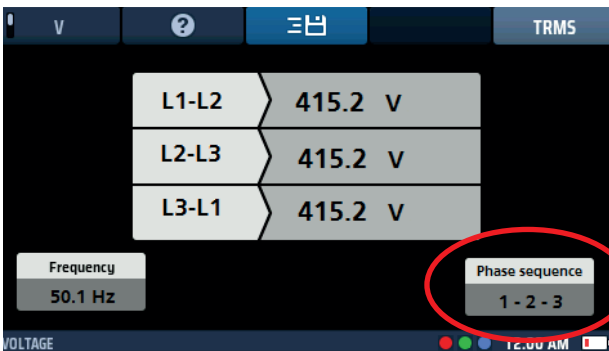 V ? TRMS
L1-L2 415.2 V
L2-L3 415.2 V
L3-L1 415.2 V
Frequency
50.1 Hz
Phase sequence
1 - 2 - 3
VOLTAGE 12:00 AM